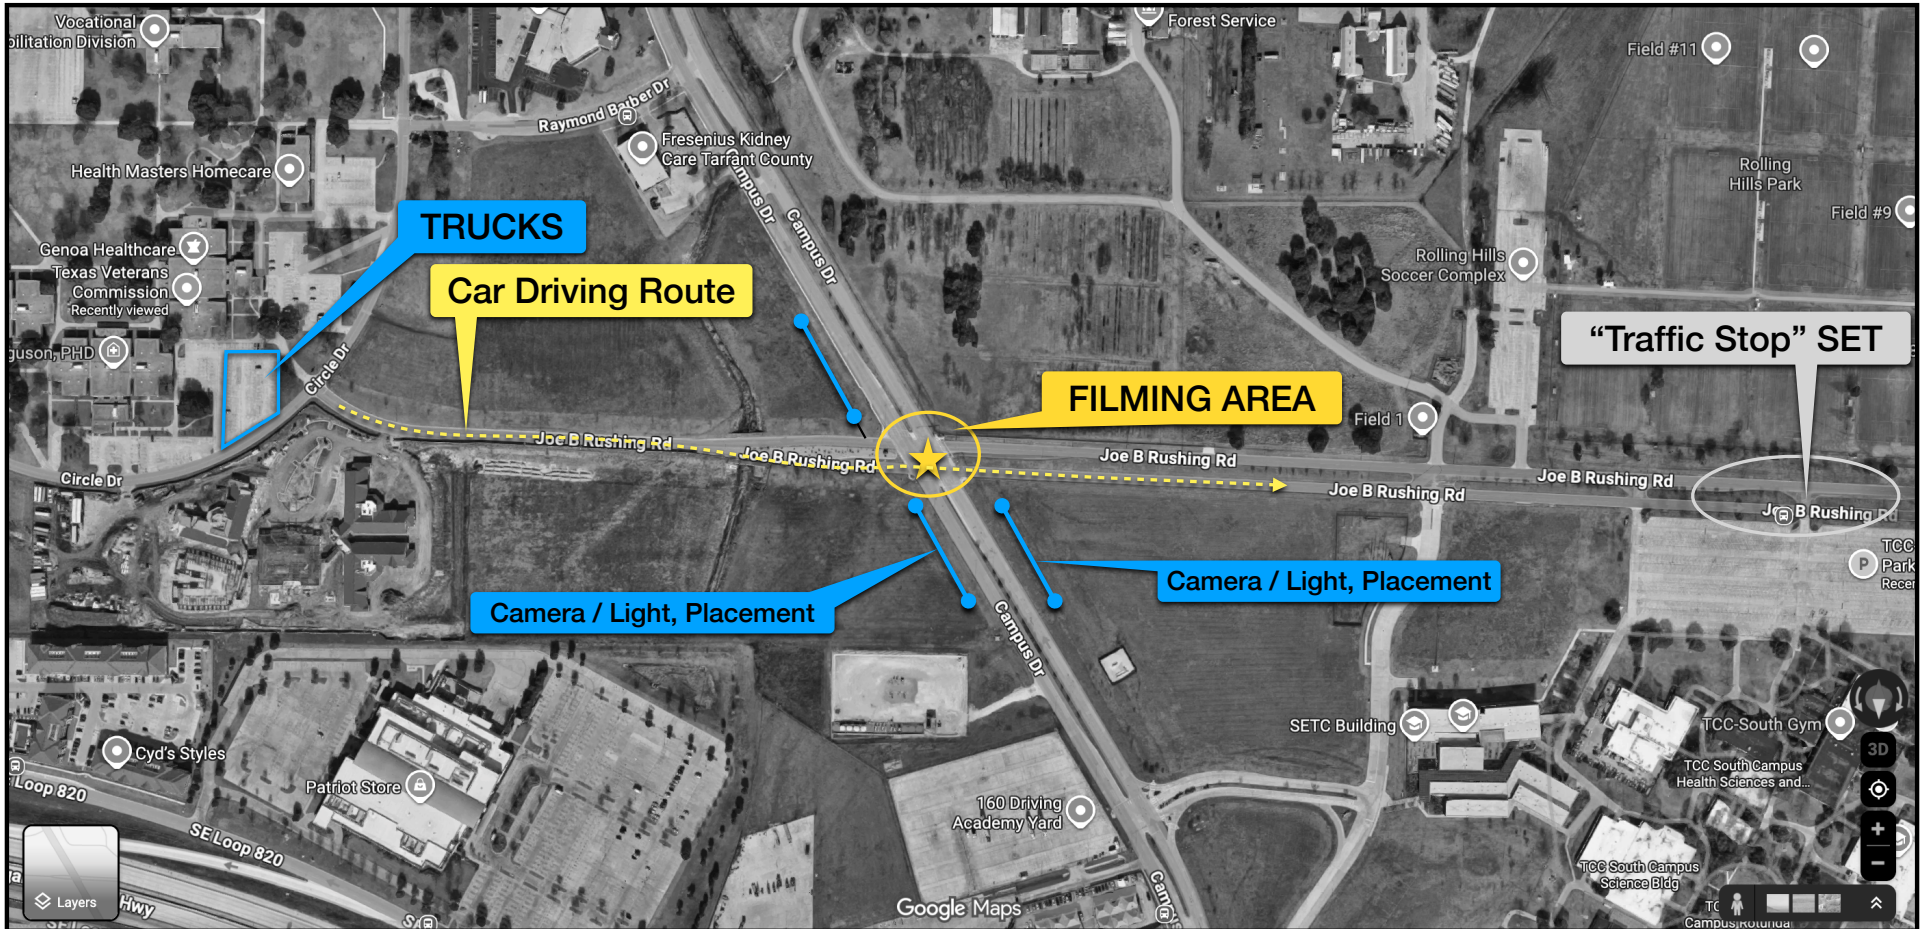 Vocational
bilitation Division
Forest Service
Field #11
Raymond Barber Dr
Fresenius Kidney
Care Tarrant County
Health Masters Homecare
Campus Dr
Campus Dr
Rolling
Hills Park
Field #9
TRUCKS
Genoa Healthcare
Texas Veterans
Commission
Recently viewed
Car Driving Route
Rolling Hills
Soccer Complex
"Traffic Stop" SET
guson, PHD
Circle Dr
FILMING AREA
Field 1
Joe B Rushing Rd
Joe B Rushing Rd
Joe B Rushing Rd
Joe B Rushing Rd
Joe B Rushing Rd
Circle Dr
B Rushing Rd
TCC
P
Park
Recen
Camera / Light, Placement
Camera / Light, Placement
Campus Dr
SETC Building
TCC-South Gym
3D
Cyd's Styles
TCC South Campus
Health Sciences and...
Patriot Store
Loop 820
160 Driving
Academy Yard
SE Loop 820
TCC South Campus
Science Bldg
Layers
Hwy
Google Maps
Campus Rotunda